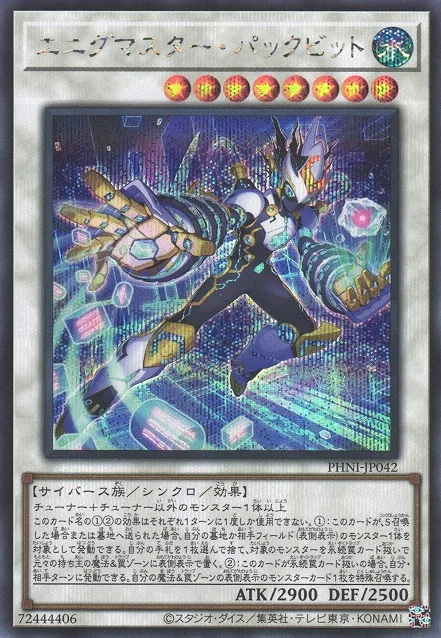 エニグマスター・パックビット
水
PHNI-JP042
【サイバース族／シンクロ／効果】
チューナー＋チューナー以外のモンスター1体以上
このカード名の①②の効果はそれぞれ1ターンに1度しか使用できない。①：このカードが、S召喚
した場合または墓地へ送られた場合、自分の墓地か相手フィールド(表側表示)のモンスター1体を
対象として発動できる。自分の手札を1枚選んで捨て、対象のモンスターを永続罠カード扱いで
元々の持ち主の魔法＆罠ゾーンに表側表示で置く。②：このカードが墓地に存在する場合、自分・
相手ターンに発動できる。自分の魔法＆罠ゾーンの表側表示のモンスターカード1枚を特殊召喚する。
ATK/2900 DEF/2500
72444406
©スタジオ・ダイス／集英社・テレビ東京・KONAMI